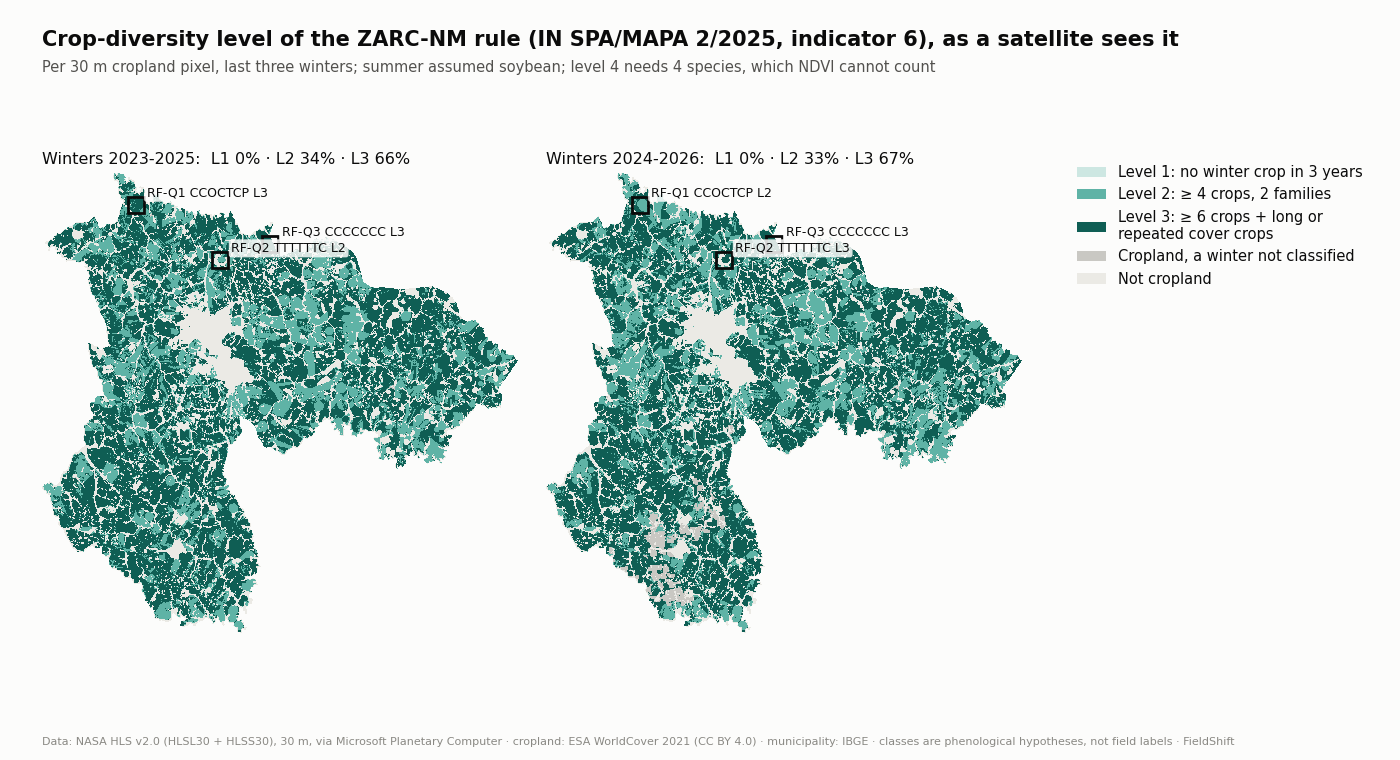 Crop-diversity level of the ZARC-NM rule (IN SPA/MAPA 2/2025, indicator 6), as a satellite sees it
Per 30 m cropland pixel, last three winters; summer assumed soybean; level 4 needs 4 species, which NDVI cannot count
Winters 2023-2025:  L1 0% · L2 34% · L3 66%
RF-Q1 CCOCTCP L3
RF-Q3 CCCCCCC L3
RF-Q2 TTTTTTC L2
Winters 2024-2026:  L1 0% · L2 33% · L3 67%
RF-Q1 CCOCTCP L2
RF-Q3 CCCCCCC L3
RF-Q2 TTTTTTC L3
Level 1: no winter crop in 3 years
Level 2: ≥ 4 crops, 2 families
Level 3: ≥ 6 crops + long or
repeated cover crops
Cropland, a winter not classified
Not cropland
Data: NASA HLS v2.0 (HLSL30 + HLSS30), 30 m, via Microsoft Planetary Computer · cropland: ESA WorldCover 2021 (CC BY 4.0) · municipality: IBGE · classes are phenological hypotheses, not field labels · FieldShift